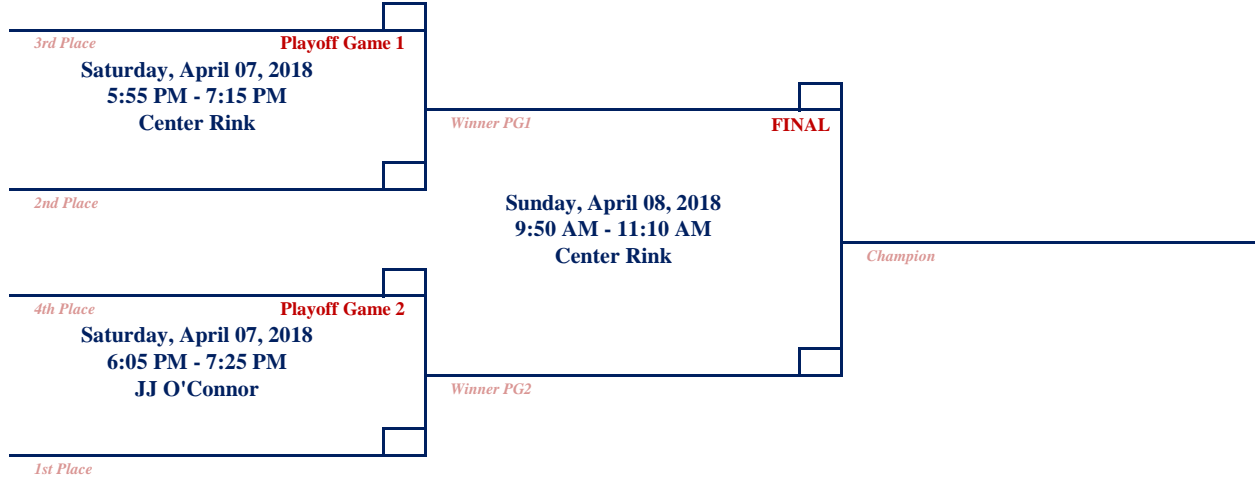 3rd Place
Playoff Game 1
Saturday, April 07, 2018
5:55 PM - 7:15 PM
Center Rink
2nd Place
Winner PG1
FINAL
Sunday, April 08, 2018
9:50 AM - 11:10 AM
Center Rink
Champion
4th Place
Playoff Game 2
Saturday, April 07, 2018
6:05 PM - 7:25 PM
JJ O'Connor
Winner PG2
1st Place